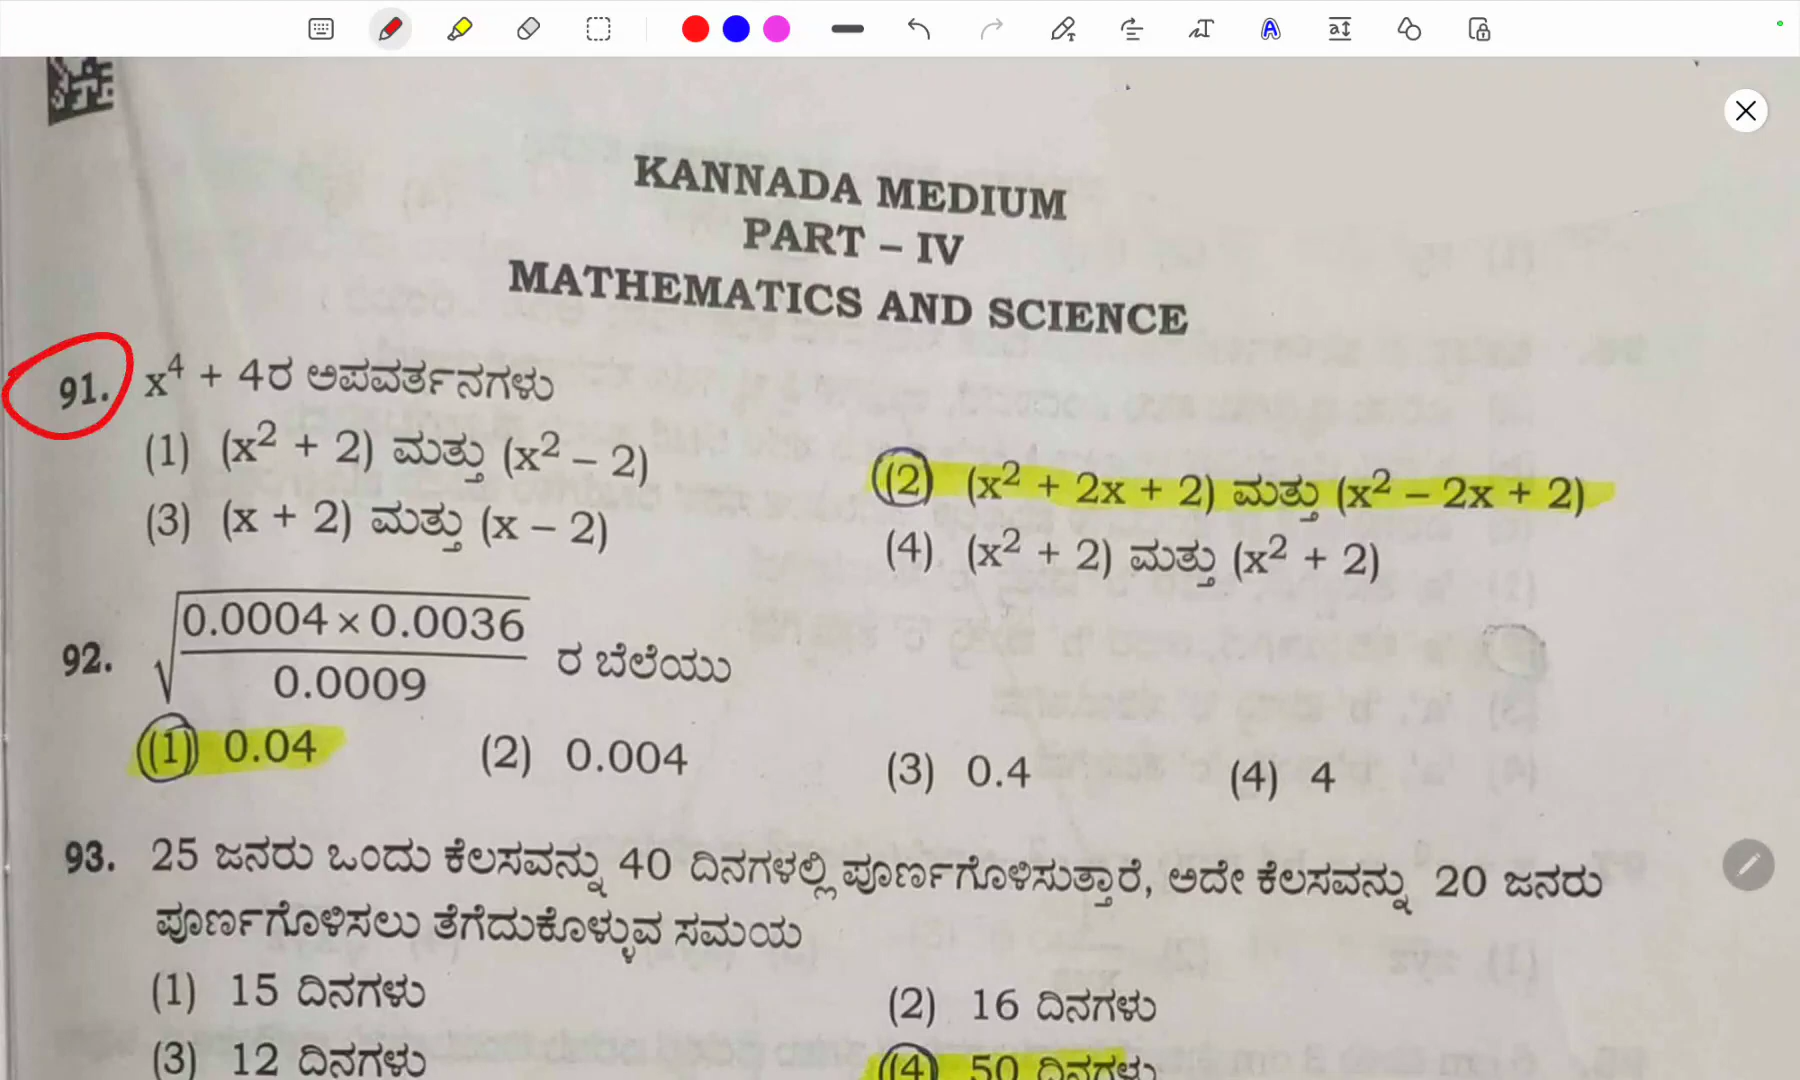 KANNADA MEDIUM
PART – IV
MATHEMATICS AND SCIENCE
91. x⁴ + 4ರ ಅಪವರ್ತನಗಳು
(1) (x² + 2) ಮತ್ತು (x² – 2)
(2) (x² + 2x + 2) ಮತ್ತು (x² – 2x + 2)
(3) (x + 2) ಮತ್ತು (x – 2)
(4) (x² + 2) ಮತ್ತು (x² + 2)
92. √(0.0004 × 0.0036 / 0.0009) ರ ಬೆಲೆಯು
(1) 0.04 (2) 0.004 (3) 0.4 (4) 4
93. 25 ಜನರು ಒಂದು ಕೆಲಸವನ್ನು 40 ದಿನಗಳಲ್ಲಿ ಪೂರ್ಣಗೊಳಿಸುತ್ತಾರೆ, ಅದೇ ಕೆಲಸವನ್ನು 20 ಜನರು
ಪೂರ್ಣಗೊಳಿಸಲು ತೆಗೆದುಕೊಳ್ಳುವ ಸಮಯ
(1) 15 ದಿನಗಳು (2) 16 ದಿನಗಳು
(3) 12 ದಿನಗಳು (4) 50 ದಿನಗಳು